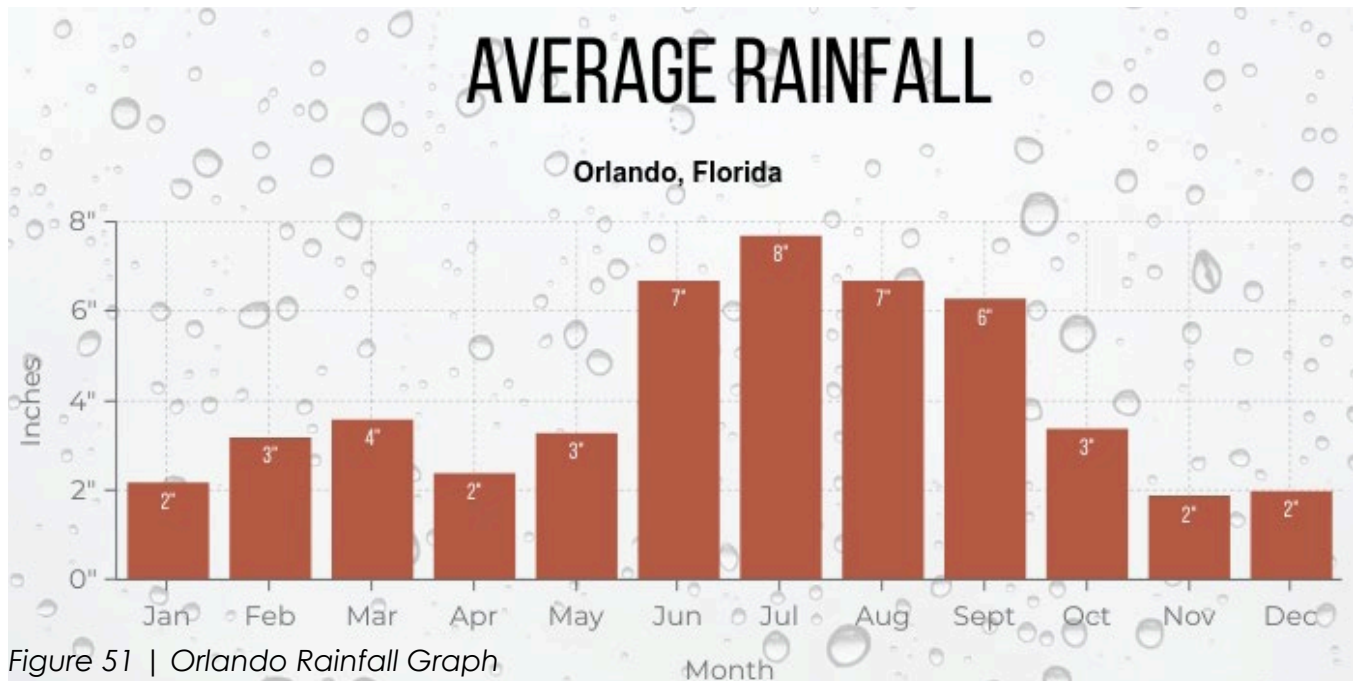 AVERAGE RAINFALL
Orlando, Florida
8"
6"
4"
2"
0"
Inches
2"
3"
4"
2"
3"
7"
8"
7"
6"
3"
2"
2"
Jan Feb Mar Apr May Jun Jul Aug Sept Oct Nov Dec
Month
Figure 51 | Orlando Rainfall Graph